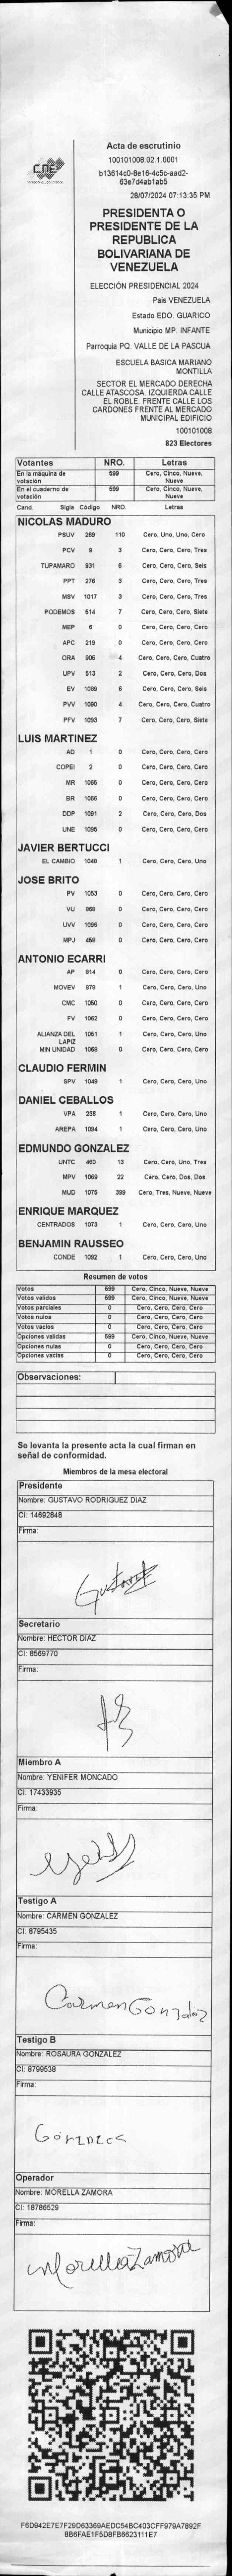 CNE
Acta de escrutinio
100101008.02.1.0001
b13614c0-8e16-4c5c-aad2-
63e7d4ab1ab5
28/07/2024 07:13:35 PM
PRESIDENTA O
PRESIDENTE DE LA
REPUBLICA
BOLIVARIANA DE
VENEZUELA
ELECCIÓN PRESIDENCIAL 2024
Pais VENEZUELA
Estado EDO. GUARICO
Municipio MP. INFANTE
Parroquia PQ. VALLE DE LA PASCUA
ESCUELA BASICA MARIANO
MONTILLA
SECTOR EL MERCADO DERECHA
CALLE ATASCOSA. IZQUIERDA CALLE
EL ROBLE. FRENTE CALLE LOS
CARDONES FRENTE AL MERCADO
MUNICIPAL EDIFICIO
100101008
823 Electores
Votantes NRO. Letras
En la máquina de votación 599 Cero, Cinco, Nueve, Nueve
En el cuaderno de votación 599 Cero, Cinco, Nueve, Nueve
Cand. Sigla Código NRO. Letras
NICOLAS MADURO
PSUV 269 110 Cero, Uno, Uno, Cero
PCV 9 3 Cero, Cero, Cero, Tres
TUPAMARO 931 6 Cero, Cero, Cero, Seis
PPT 276 3 Cero, Cero, Cero, Tres
MSV 1017 3 Cero, Cero, Cero, Tres
PODEMOS 514 7 Cero, Cero, Cero, Siete
MEP 6 0 Cero, Cero, Cero, Cero
APC 219 0 Cero, Cero, Cero, Cero
ORA 906 4 Cero, Cero, Cero, Cuatro
UPV 513 2 Cero, Cero, Cero, Dos
EV 1089 6 Cero, Cero, Cero, Seis
PVV 1090 4 Cero, Cero, Cero, Cuatro
PFV 1093 7 Cero, Cero, Cero, Siete
LUIS MARTINEZ
AD 1 0 Cero, Cero, Cero, Cero
COPEI 2 0 Cero, Cero, Cero, Cero
MR 1065 0 Cero, Cero, Cero, Cero
BR 1066 0 Cero, Cero, Cero, Cero
DDP 1091 2 Cero, Cero, Cero, Dos
UNE 1095 0 Cero, Cero, Cero, Cero
JAVIER BERTUCCI
EL CAMBIO 1048 1 Cero, Cero, Cero, Uno
JOSE BRITO
PV 1053 0 Cero, Cero, Cero, Cero
VU 868 0 Cero, Cero, Cero, Cero
UVV 1096 0 Cero, Cero, Cero, Cero
MPJ 458 0 Cero, Cero, Cero, Cero
ANTONIO ECARRI
AP 814 0 Cero, Cero, Cero, Cero
MOVEV 978 1 Cero, Cero, Cero, Uno
CMC 1050 0 Cero, Cero, Cero, Cero
FV 1062 0 Cero, Cero, Cero, Cero
ALIANZA DEL LAPIZ 1051 1 Cero, Cero, Cero, Uno
MIN UNIDAD 1068 0 Cero, Cero, Cero, Cero
CLAUDIO FERMIN
SPV 1049 1 Cero, Cero, Cero, Uno
DANIEL CEBALLOS
VPA 236 1 Cero, Cero, Cero, Uno
AREPA 1094 1 Cero, Cero, Cero, Uno
EDMUNDO GONZALEZ
UNTC 460 13 Cero, Cero, Uno, Tres
MPV 1069 22 Cero, Cero, Dos, Dos
MUD 1075 399 Cero, Tres, Nueve, Nueve
ENRIQUE MARQUEZ
CENTRADOS 1073 1 Cero, Cero, Cero, Uno
BENJAMIN RAUSSEO
CONDE 1092 1 Cero, Cero, Cero, Uno
Resumen de votos
Votos 599 Cero, Cinco, Nueve, Nueve
Votos validos 599 Cero, Cinco, Nueve, Nueve
Votos parciales 0 Cero, Cero, Cero, Cero
Votos nulos 0 Cero, Cero, Cero, Cero
Votos vacios 0 Cero, Cero, Cero, Cero
Opciones validas 599 Cero, Cinco, Nueve, Nueve
Opciones nulas 0 Cero, Cero, Cero, Cero
Opciones vacias 0 Cero, Cero, Cero, Cero
Observaciones:
Se levanta la presente acta la cual firman en
señal de conformidad.
Miembros de la mesa electoral
Presidente
Nombre: GUSTAVO RODRIGUEZ DIAZ
CI: 14692848
Firma:
Gustavo
Secretario
Nombre: HECTOR DIAZ
CI: 8569770
Firma:
Miembro A
Nombre: YENIFER MONCADO
CI: 17433935
Firma:
Testigo A
Nombre: CARMEN GONZALEZ
CI: 8795435
Firma:
Carmen Gonzalez
Testigo B
Nombre: ROSAURA GONZALEZ
CI: 8799538
Firma:
Operador
Nombre: MORELLA ZAMORA
CI: 18786529
Firma:
Morella Zamora
F6D942E7E7F29D63369AEDC54BC403CFF979A7892F
8B6FAE1F5D8FB6623111E7